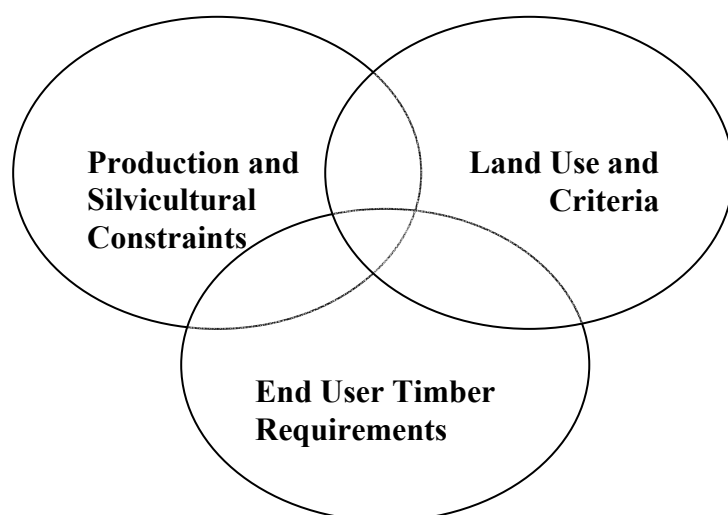 Production and
Silvicultural
Constraints
Land Use and
Criteria
End User Timber
Requirements